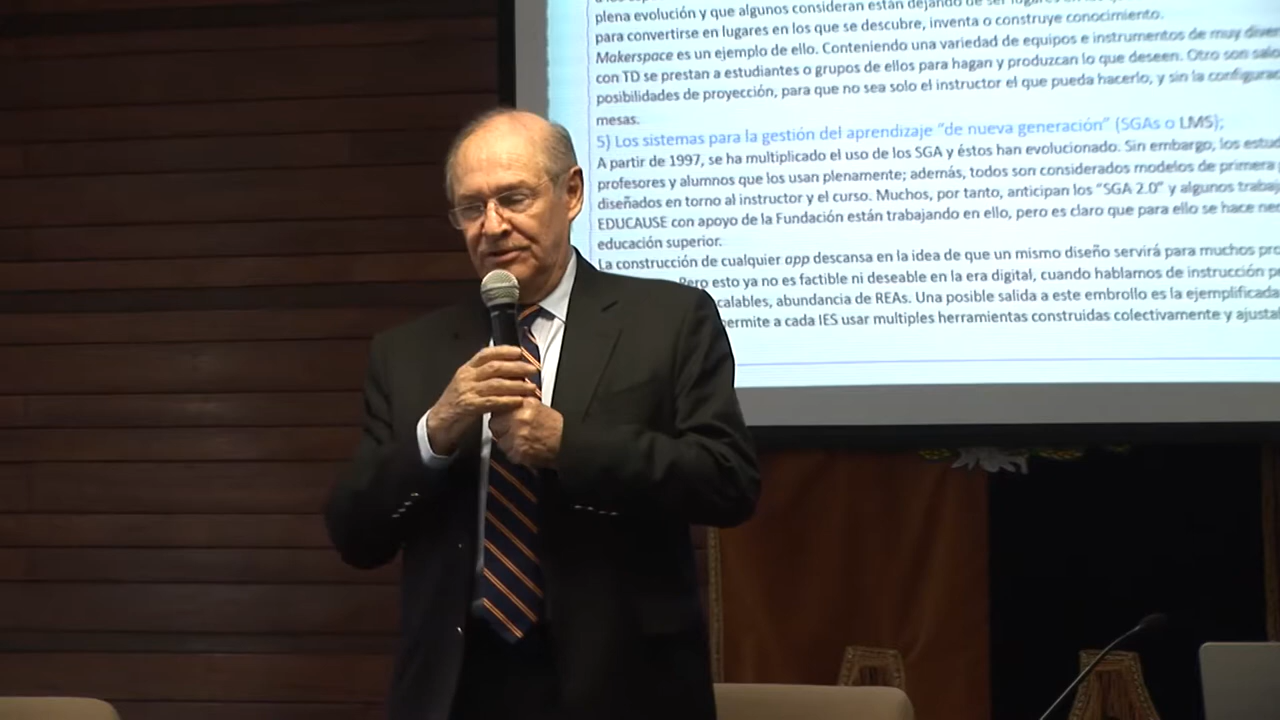 plena evolución y que algunos consideran están dejando de ser lugares
para convertirse en lugares en los que se descubre, inventa o construye conocimiento.
Makerspace es un ejemplo de ello. Conteniendo una variedad de equipos e instrumentos de muy
con TD se prestan a estudiantes o grupos de ellos para hagan y produzcan lo que deseen. Otro son
posibilidades de proyección, para que no sea solo el instructor el que pueda hacerlo, y sin la
mesas.
5) Los sistemas para la gestión del aprendizaje "de nueva generación" (SGAs o LMS);
A partir de 1997, se ha multiplicado el uso de los SGA y éstos han evolucionado. Sin embargo, los
profesores y alumnos que los usan plenamente; además, todos son considerados modelos de primera
diseñados en torno al instructor y el curso. Muchos, por tanto, anticipan los "SGA 2.0" y algunos
EDUCAUSE con apoyo de la Fundación están trabajando en ello, pero es claro que para ello se hace
educación superior.
La construcción de cualquier app descansa en la idea de que un mismo diseño servirá para muchos
Pero esto ya no es factible ni deseable en la era digital, cuando hablamos de instrucción
calables, abundancia de REAs. Una posible salida a este embrollo es la ejemplificada
ermite a cada IES usar multiples herramientas construidas colectivamente y